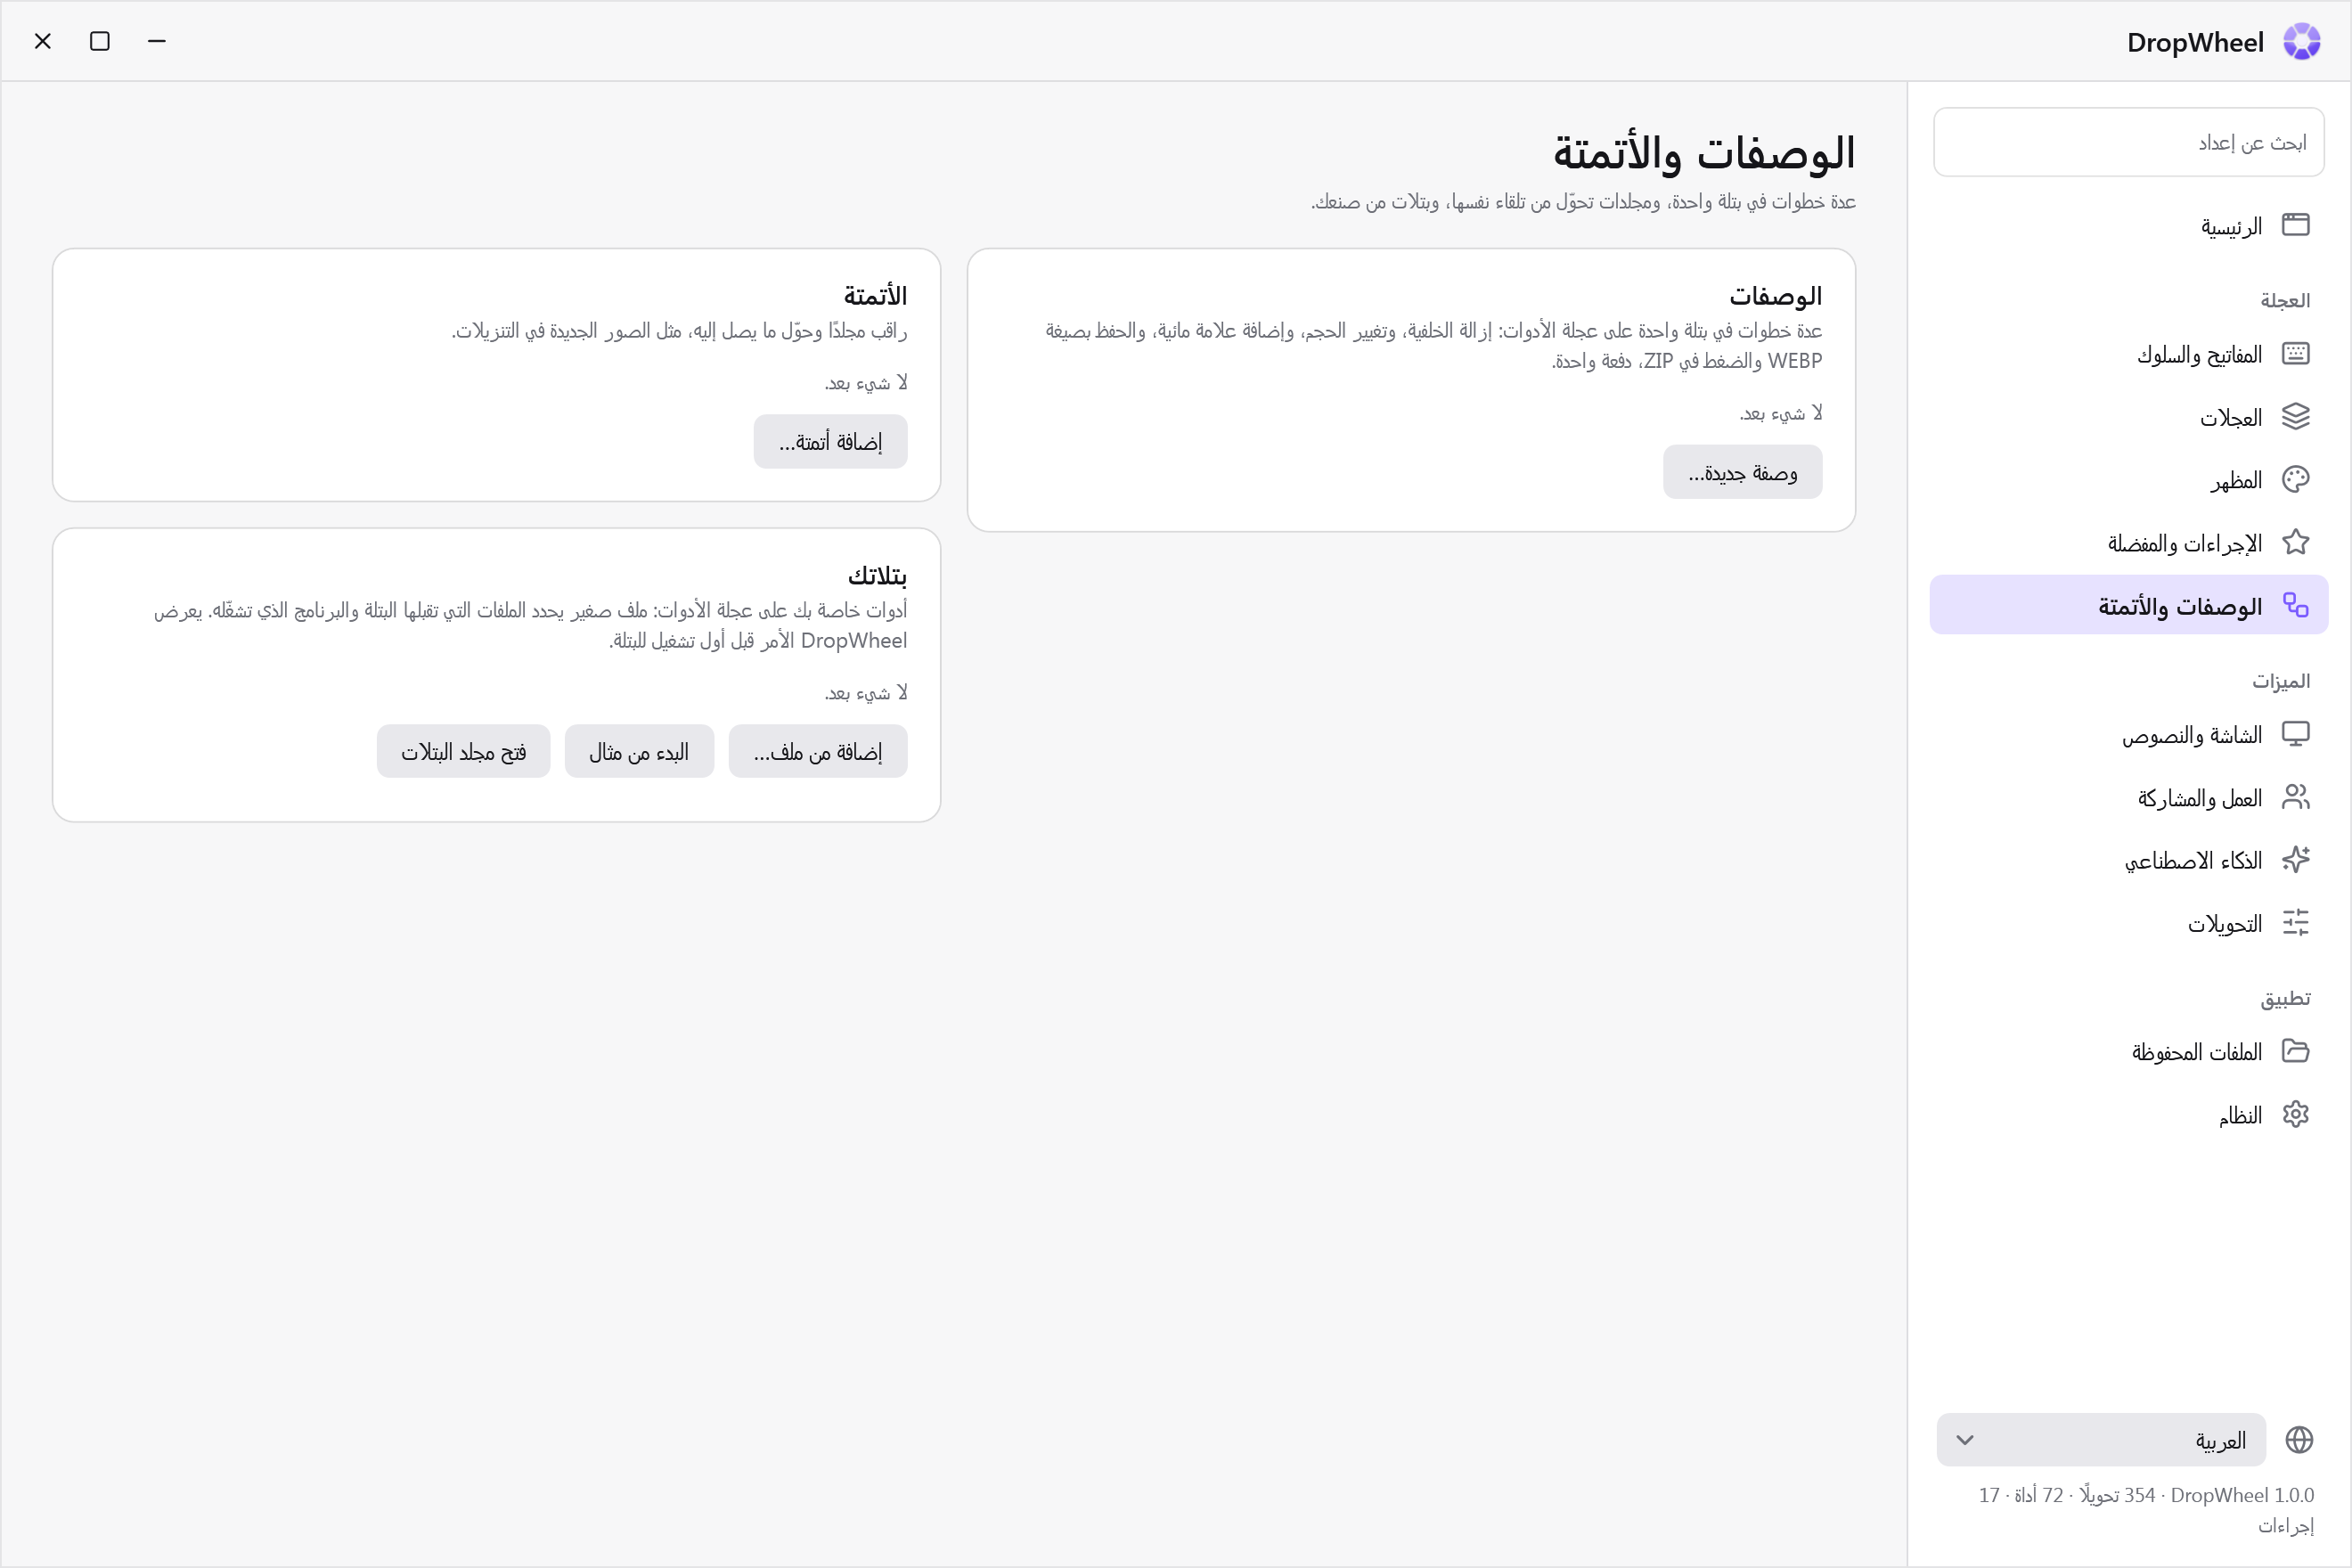 DropWheel
ابحث عن إعداد
الرئيسية
العجلة
المفاتيح والسلوك
العجلات
المظهر
الإجراءات والمفضلة
الوصفات والأتمتة
الميزات
الشاشة والنصوص
العمل والمشاركة
الذكاء الاصطناعي
التحويلات
تطبيق
الملفات المحفوظة
النظام
العربية
DropWheel 1.0.0 · 354 تحويلًا · 72 أداة · 17
إجراءات
الوصفات والأتمتة
عدة خطوات في بتلة واحدة، ومجلدات تحوّل من تلقاء نفسها، وبتلات من صنعك.
الوصفات
عدة خطوات في بتلة واحدة على عجلة الأدوات: إزالة الخلفية، وتغيير الحجم، وإضافة علامة مائية، والحفظ بصيغة
WEBP والضغط في ZIP، دفعة واحدة.
لا شيء بعد.
وصفة جديدة...
الأتمتة
راقب مجلدًا وحوّل ما يصل إليه، مثل الصور الجديدة في التنزيلات.
لا شيء بعد.
إضافة أتمتة...
بتلاتك
أدوات خاصة بك على عجلة الأدوات: ملف صغير يحدد الملفات التي تقبلها البتلة والبرنامج الذي تشغّله. يعرض
DropWheel الأمر قبل أول تشغيل للبتلة.
لا شيء بعد.
إضافة من ملف...
البدء من مثال
فتح مجلد البتلات